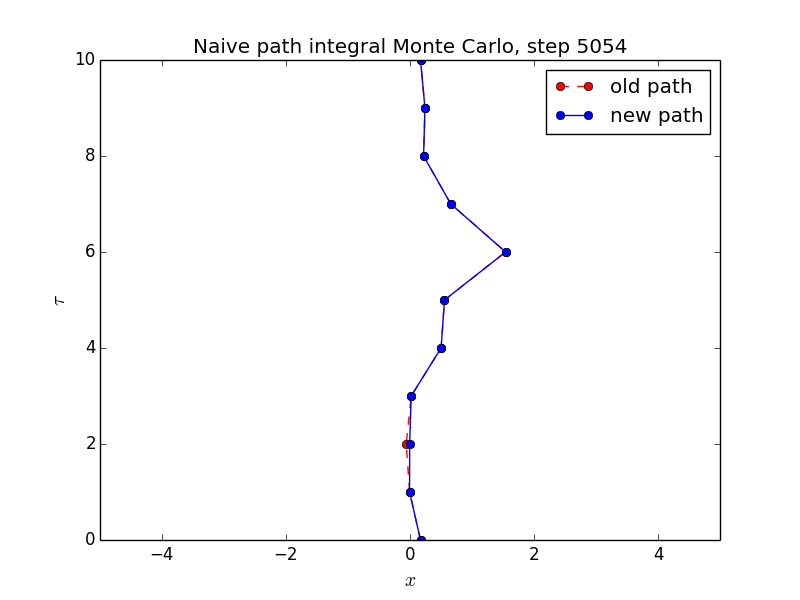 Naive path integral Monte Carlo, step 5054
old path
new path
10
8
6
4
2
0
τ
−4 −2 0 2 4
x